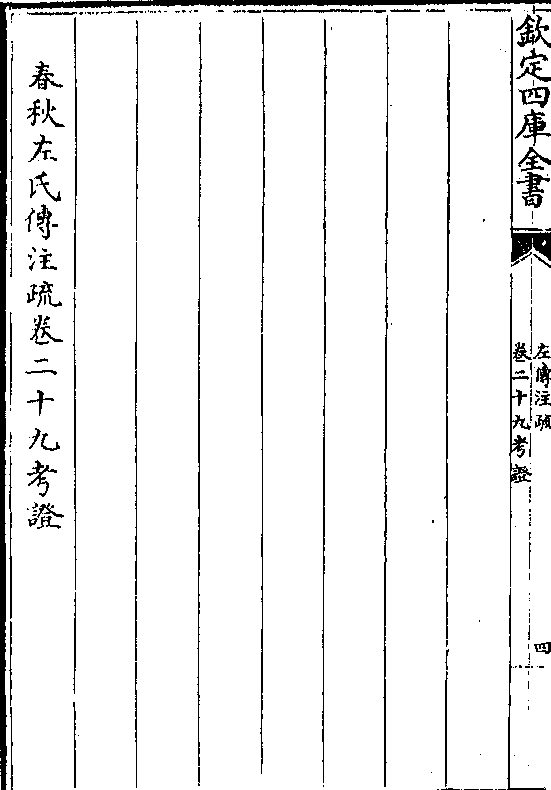 欽定四庫全書
左傳注疏
卷二十九考證
四
春秋左氏傳注疏卷二十九考證